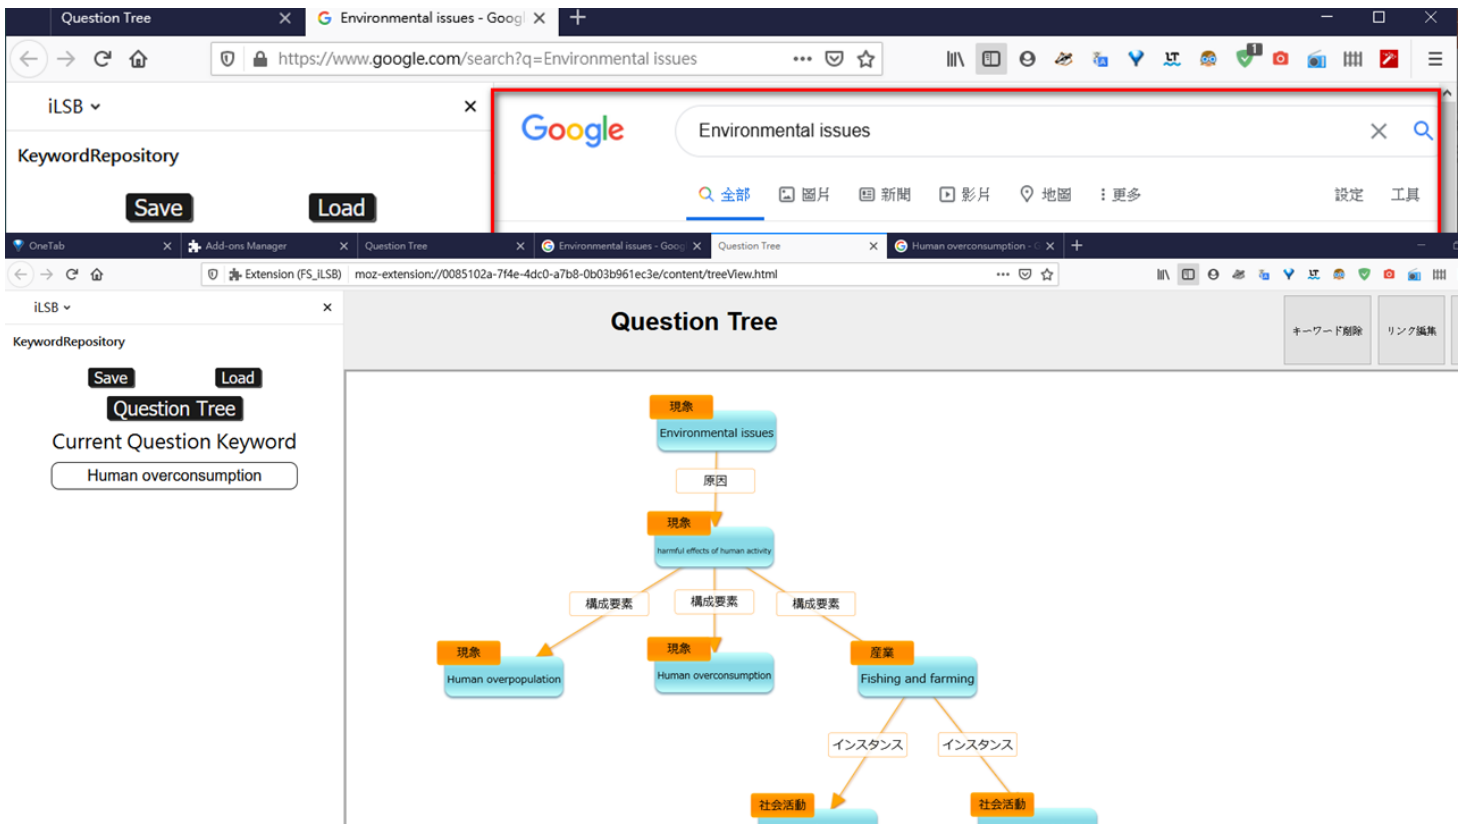 Question Tree
Environmental issues - Googl
https://www.google.com/search?q=Environmental issues
1
iLSB
KeywordRepository
Save Load
Google
Environmental issues
全部 圖片 新聞 影片 地圖 更多 設定 工具
OneTab
Add-ons Manager
Question Tree
Environmental issues - Goog
Question Tree
Human overconsumption - G
Extension (FS_iLSB)
moz-extension://0085102a-7f4e-4dc0-a7b8-0b03b961ec3e/content/treeView.html
iLSB
KeywordRepository
Save Load
Question Tree
Current Question Keyword
Human overconsumption
Question Tree
キーワード削除
リンク編集
現象
Environmental issues
原因
現象
harmful effects of human activity
構成要素 構成要素 構成要素
現象
Human overpopulation
現象
Human overconsumption
産業
Fishing and farming
インスタンス インスタンス
社会活動 社会活動